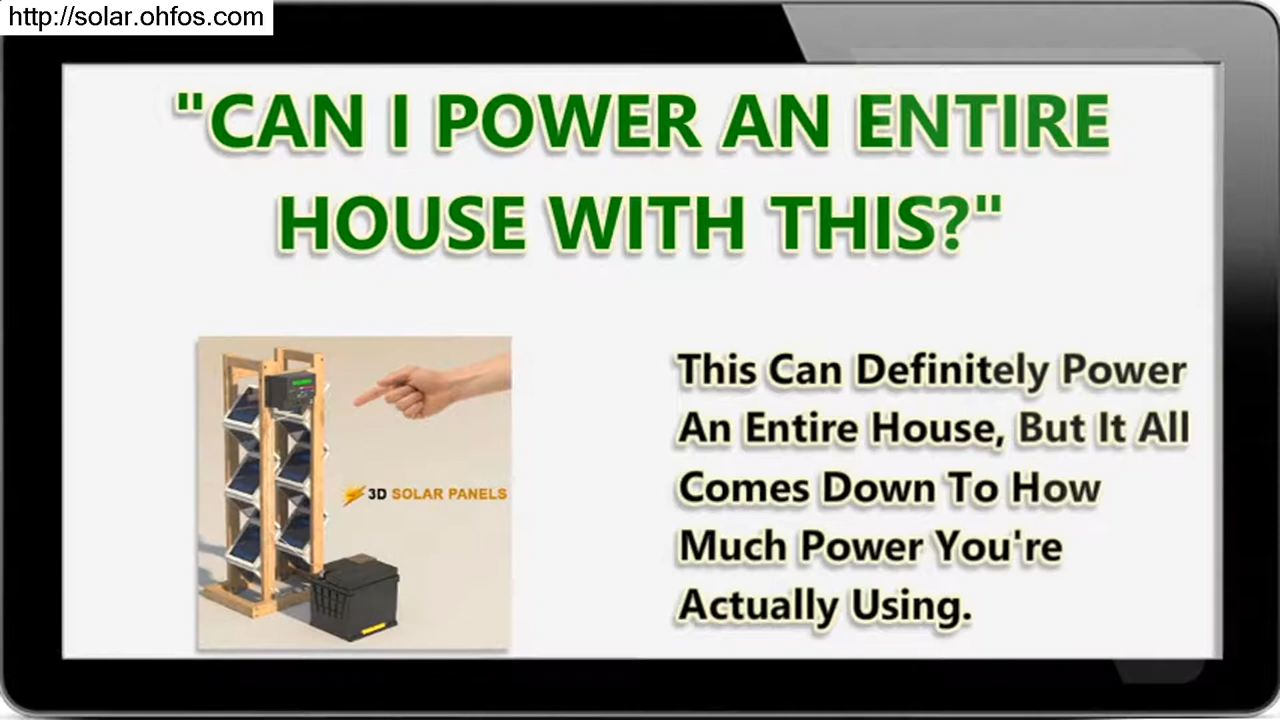 http://solar.ohfos.com
"CAN I POWER AN ENTIRE
HOUSE WITH THIS?"
This Can Definitely Power
An Entire House, But It All
Comes Down To How
Much Power You're
Actually Using.
3D SOLAR PANELS